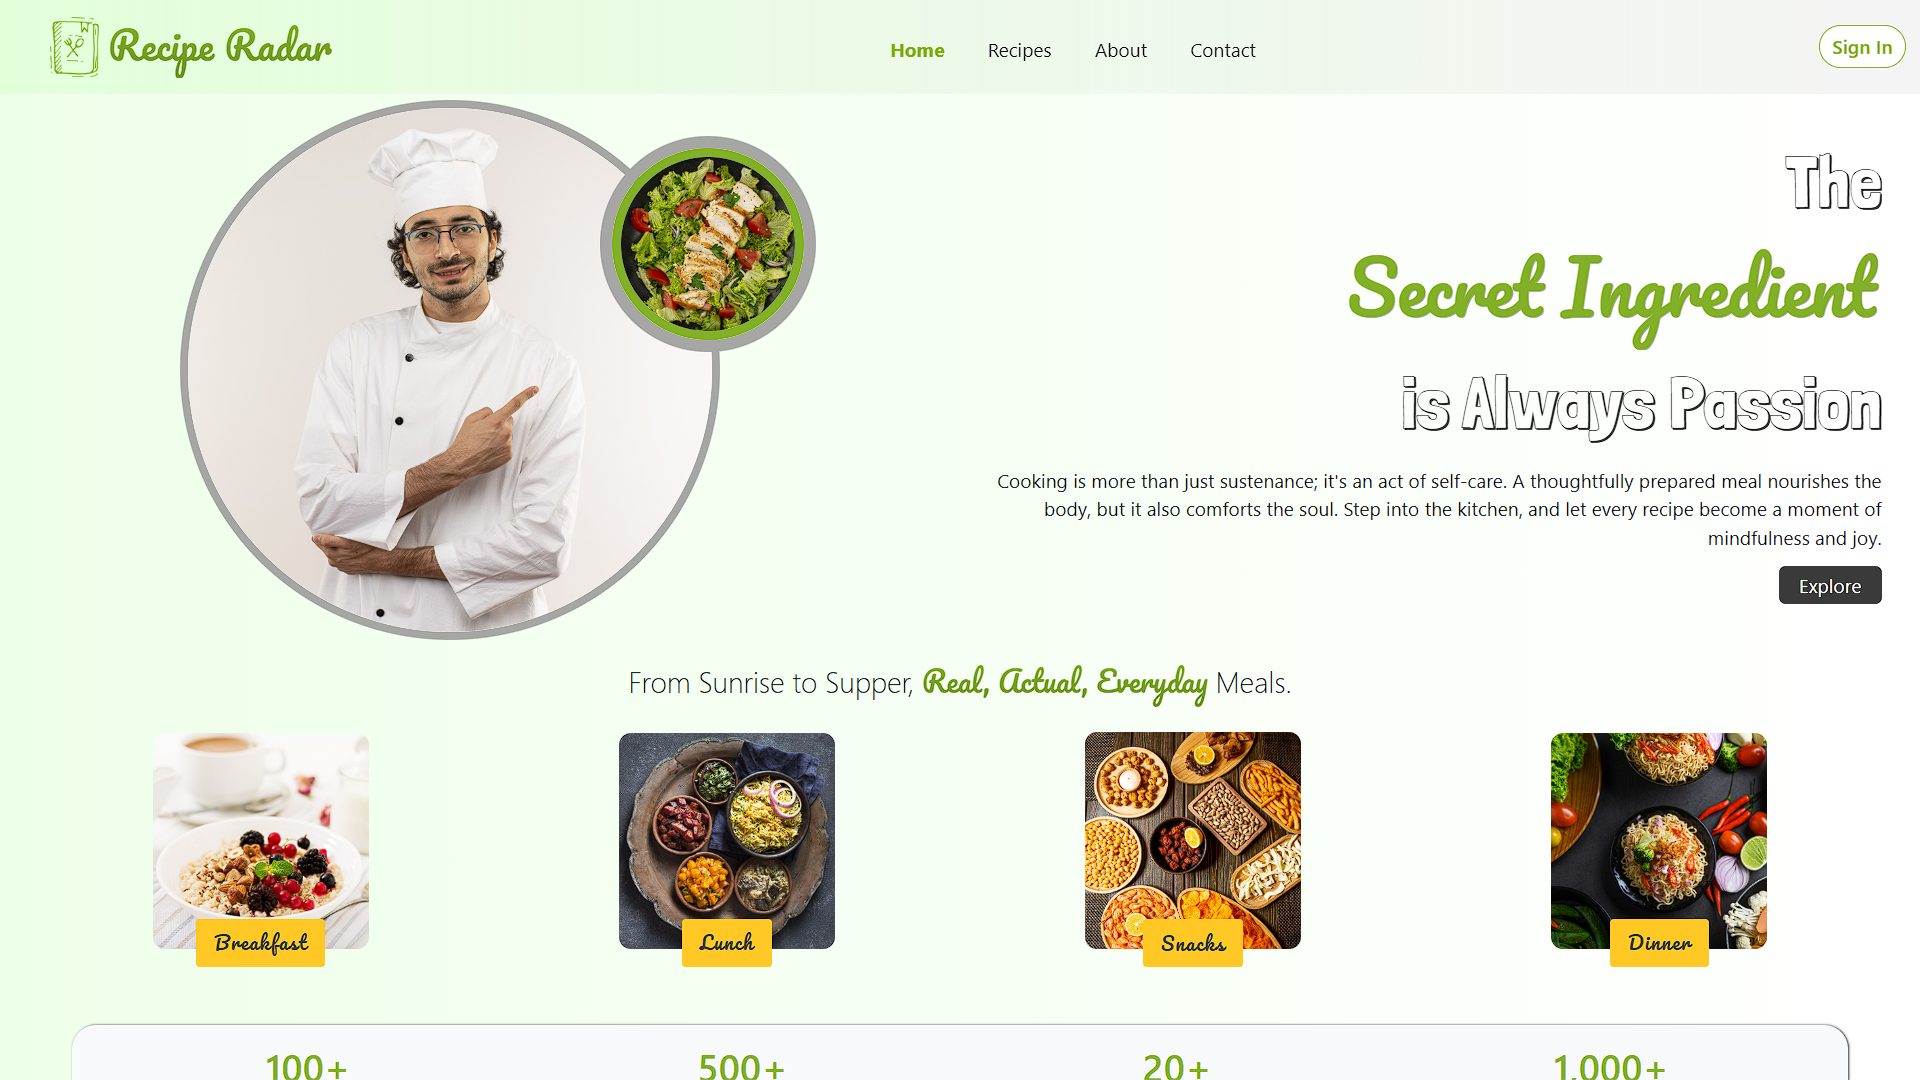 Recipe Radar
Home
Recipes
About
Contact
Sign In
The
Secret Ingredient
is Always Passion
Cooking is more than just sustenance; it's an act of self-care. A thoughtfully prepared meal nourishes the
body, but it also comforts the soul. Step into the kitchen, and let every recipe become a moment of
mindfulness and joy.
Explore
From Sunrise to Supper, Real, Actual, Everyday Meals.
Breakfast
Lunch
Snacks
Dinner
100+
500+
20+
1,000+